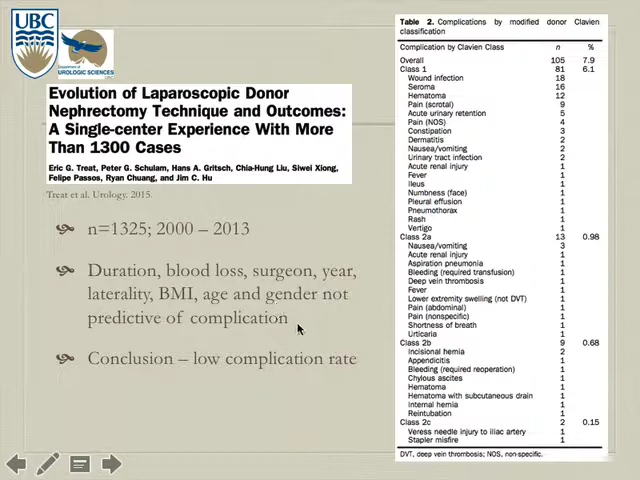 UBC
Department of
UROLOGIC SCIENCES
Evolution of Laparoscopic Donor
Nephrectomy Technique and Outcomes:
A Single-center Experience With More
Than 1300 Cases
Eric G. Treat, Peter G. Schulam, Hans A. Gritsch, Chia-Hung Liu, Siwei Xiong,
Felipe Passos, Ryan Chuang, and Jim C. Hu
Treat et al. Urology. 2015.
n=1325; 2000 – 2013
Duration, blood loss, surgeon, year,
laterality, BMI, age and gender not
predictive of complication
Conclusion – low complication rate
Table 2. Complications by modified donor Clavien
classification
Complication by Clavien Class n %
Overall 105 7.9
Class 1 81 6.1
Wound infection 18
Seroma 16
Hematoma 12
Pain (scrotal) 9
Acute urinary retention 5
Pain (NOS) 4
Constipation 3
Dermatitis 2
Nausea/vomiting 2
Urinary tract infection 2
Acute renal injury 1
Fever 1
Ileus 1
Numbness (face) 1
Pleural effusion 1
Pneumothorax 1
Rash 1
Vertigo 1
Class 2a 13 0.98
Nausea/vomiting 3
Acute renal injury 1
Aspiration pneumonia 1
Bleeding (required transfusion) 1
Deep vein thrombosis 1
Fever 1
Lower extremity swelling (not DVT) 1
Pain (abdominal) 1
Pain (nonspecific) 1
Shortness of breath 1
Urticaria 1
Class 2b 9 0.68
Incisional hernia 2
Appendicitis 1
Bleeding (required reoperation) 1
Chylous ascites 1
Hematoma 1
Hematoma with subcutaneous drain 1
Internal hernia 1
Reintubation 1
Class 2c 2 0.15
Veress needle injury to iliac artery 1
Stapler misfire 1
DVT, deep vein thrombosis; NOS, non-specific.